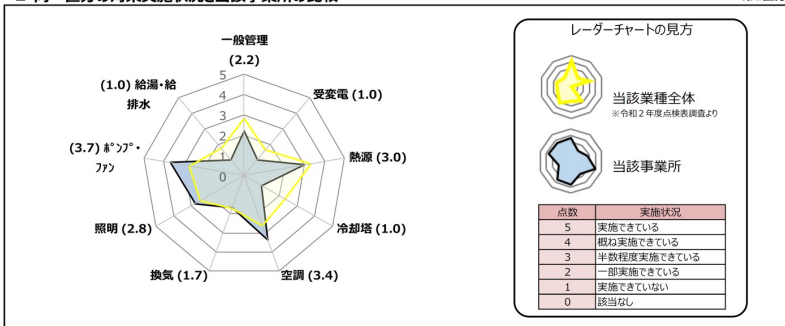 一般管理
(2.2)
(1.0) 給湯・給
排水
受変電 (1.0)
(3.7) ポンプ・
ファン
熱源 (3.0)
照明 (2.8)
冷却塔 (1.0)
換気 (1.7)
空調 (3.4)
5
4
3
2
1
0
レーダーチャートの見方
当該業種全体
※令和2年度点検表調査より
当該事業所
点数 実施状況
5 実施できている
4 概ね実施できている
3 半数程度実施できている
2 一部実施できている
1 実施できていない
0 該当なし